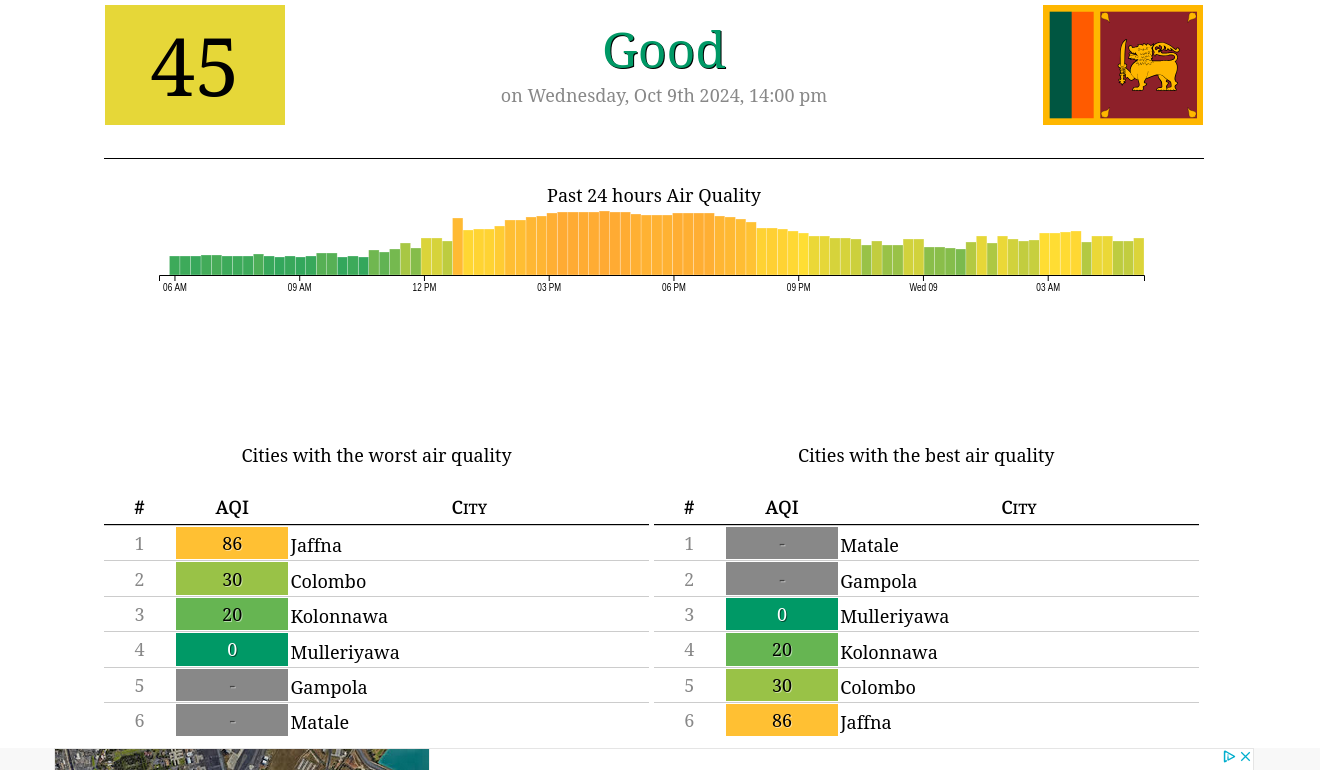 45
Good
on Wednesday, Oct 9th 2024, 14:00 pm
Past 24 hours Air Quality
06 AM 09 AM 12 PM 03 PM 06 PM 09 PM Wed 09 03 AM
Cities with the worst air quality
# AQI City
1 86 Jaffna
2 30 Colombo
3 20 Kolonnawa
4 0 Mulleriyawa
5 - Gampola
6 - Matale
Cities with the best air quality
# AQI City
1 - Matale
2 - Gampola
3 0 Mulleriyawa
4 20 Kolonnawa
5 30 Colombo
6 86 Jaffna